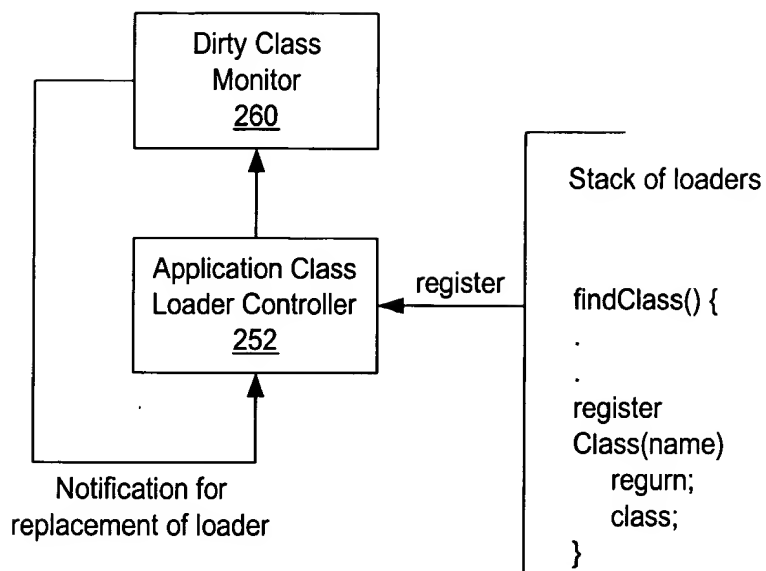 Dirty Class
Monitor
260
Application Class
Loader Controller
252
register
Stack of loaders
findClass() {
.
.
register
Class(name)
regurn;
class;
}
Notification for
replacement of loader